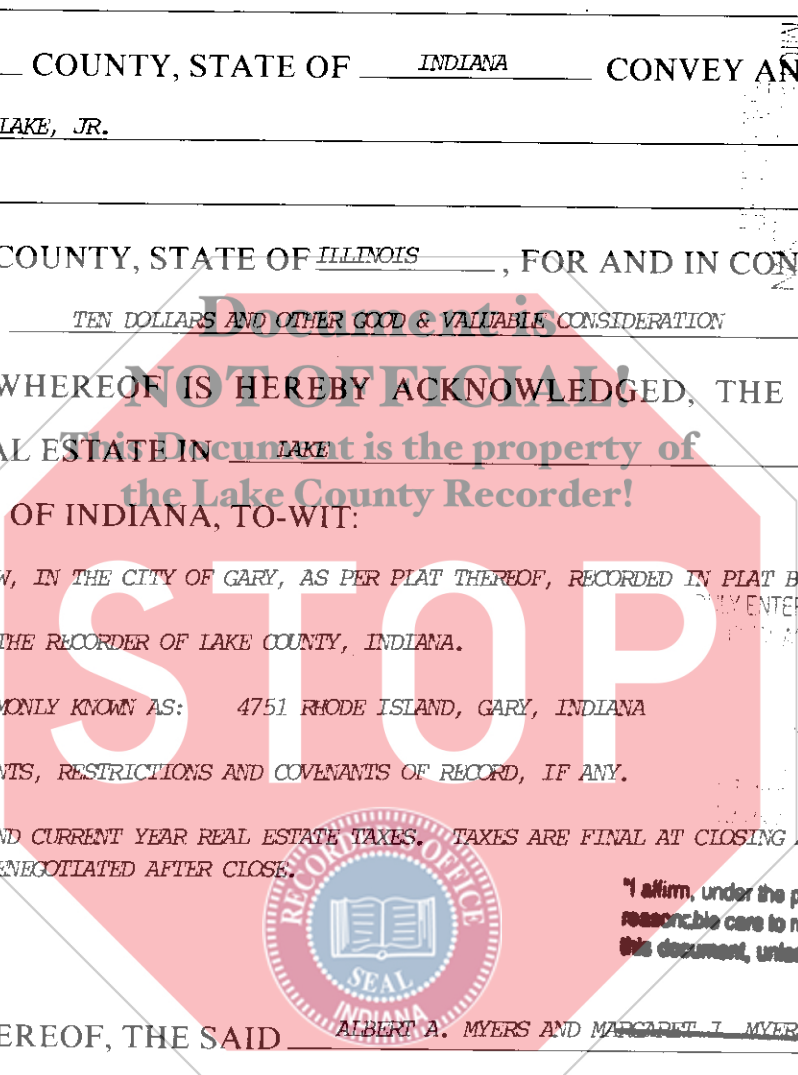 COUNTY, STATE OF INDIANA CONVEY AN
LAKE, JR.
COUNTY, STATE OF ILLINOIS, FOR AND IN CON
Document is
TEN DOLLARS AND OTHER GOOD & VALUABLE CONSIDERATION
NOT OFFICIAL!
WHEREOF IS HEREBY ACKNOWLEDGED, THE
This Document is the property of
AL ESTATE IN LAKE
the Lake County Recorder!
OF INDIANA, TO-WIT:
STOP
W, IN THE CITY OF GARY, AS PER PLAT THEREOF, RECORDED IN PLAT B
THE RECORDER OF LAKE COUNTY, INDIANA.
MONLY KNOWN AS: 4751 RHODE ISLAND, GARY, INDIANA
NTS, RESTRICTIONS AND COVENANTS OF RECORD, IF ANY.
ND CURRENT YEAR REAL ESTATE TAXES. TAXES ARE FINAL AT CLOSING
ENEGOTIATED AFTER CLOSE.
"I affirm, under the p
reasonable care to
this document, unles
RECORDER'S OFFICE
SEAL
INDIANA
EREOF, THE SAID ALBERT A. MYERS AND MARGARET J. MYER